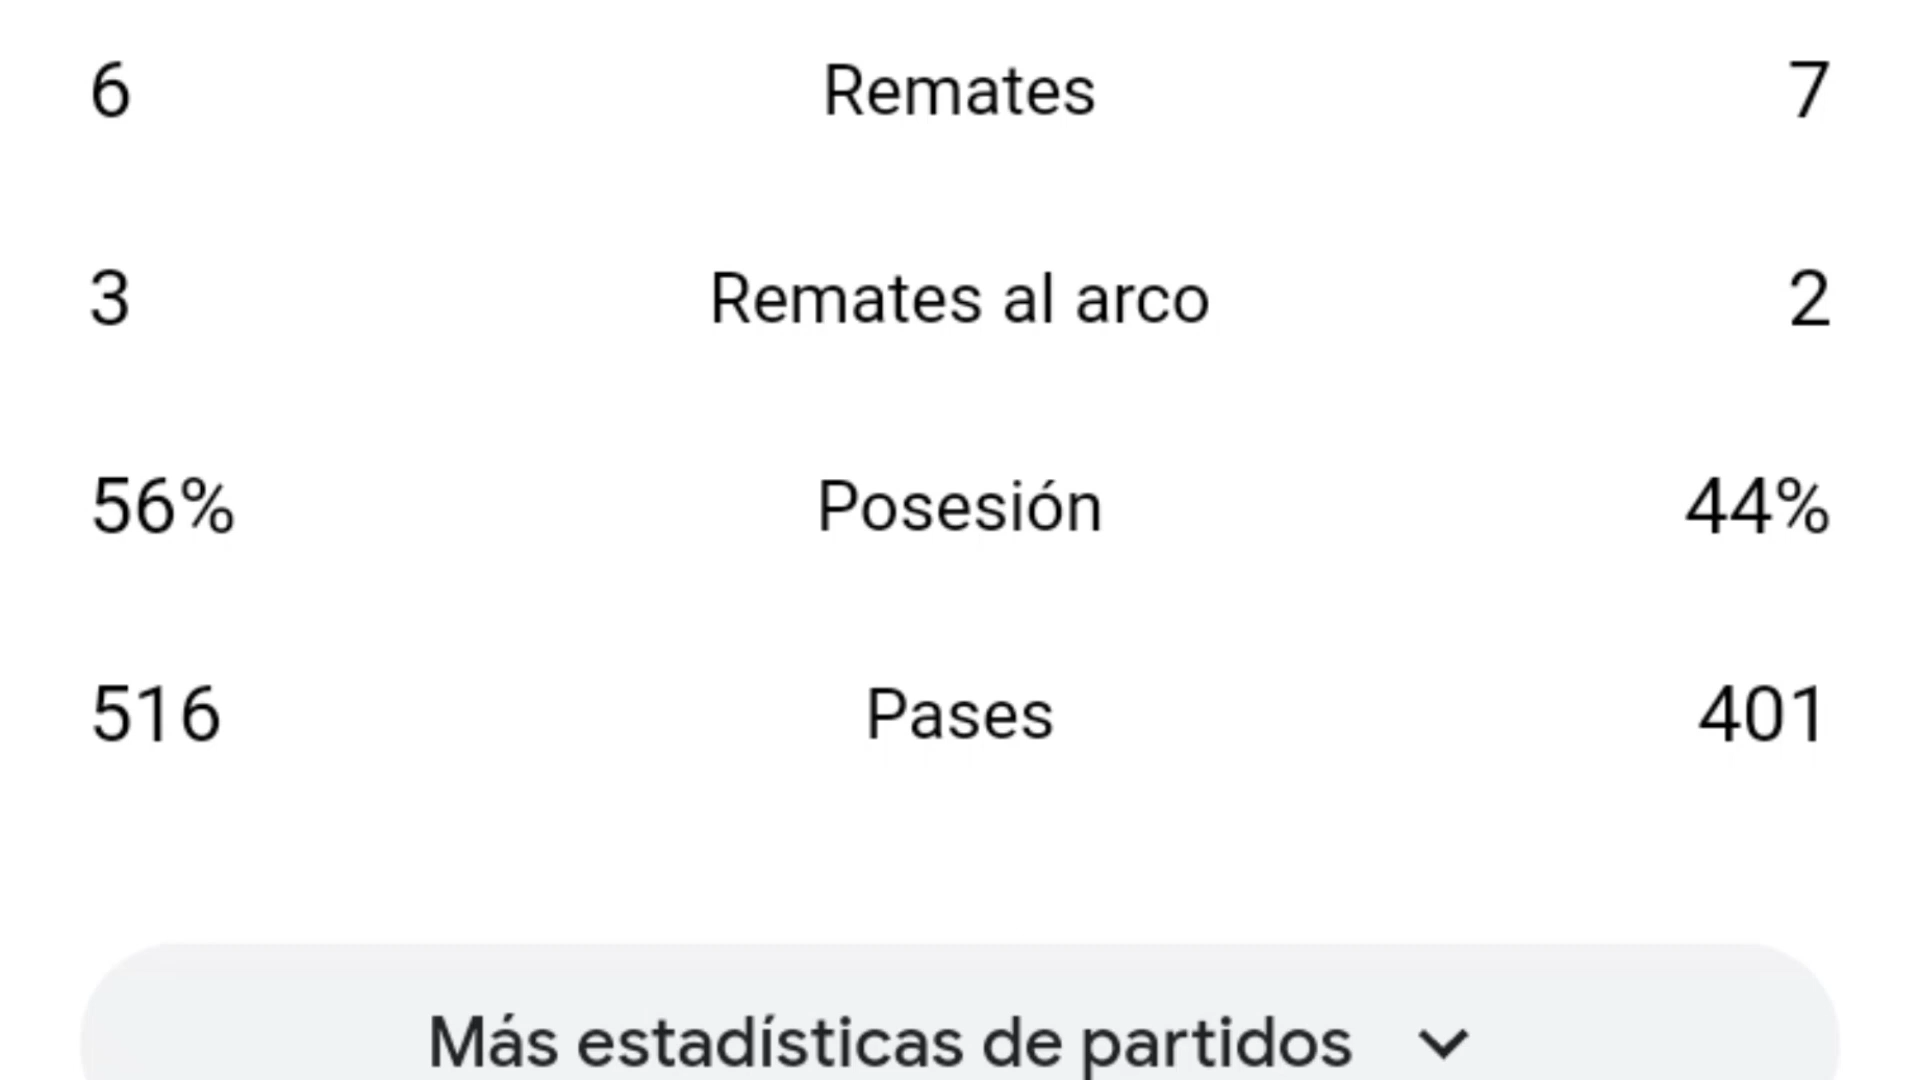 6 Remates 7
3 Remates al arco 2
56% Posesión 44%
516 Pases 401
Más estadísticas de partidos